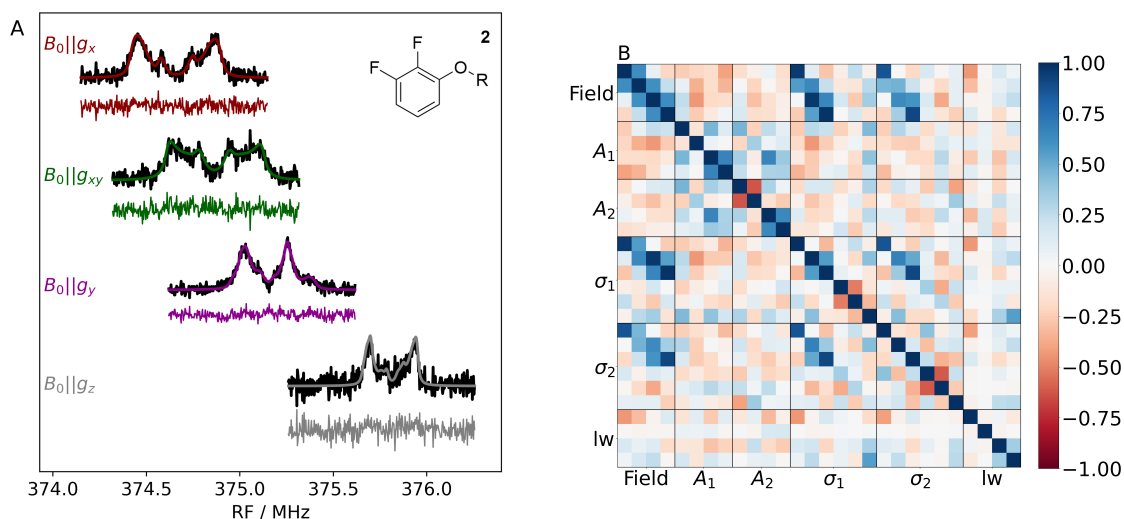 A
B₀||gₓ
F
2
F
O
R
B₀||gₓᵧ
B₀||gᵧ
B₀||g_z
374.0 374.5 375.0 375.5 376.0
RF / MHz
B
Field
A₁
A₂
σ₁
σ₂
lw
Field A₁ A₂ σ₁ σ₂ lw
1.00
0.75
0.50
0.25
0.00
−0.25
−0.50
−0.75
−1.00